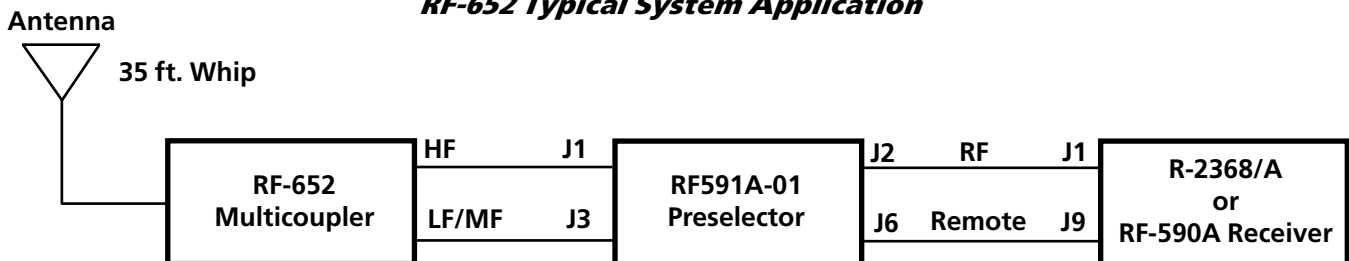 RF-652 Typical System Application
Antenna
35 ft. Whip
HF J1
LF/MF J3
RF-652
Multicoupler
RF591A-01
Preselector
J2 RF J1
J6 Remote J9
R-2368/A
or
RF-590A Receiver